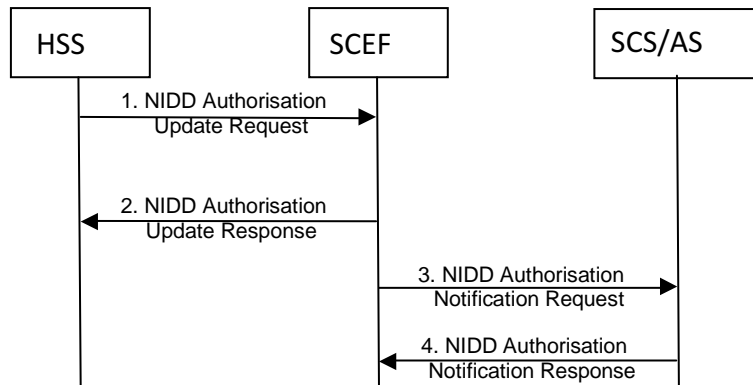 HSS
SCEF
SCS/AS
1. NIDD Authorisation
Update Request
2. NIDD Authorisation
Update Response
3. NIDD Authorisation
Notification Request
4. NIDD Authorisation
Notification Response